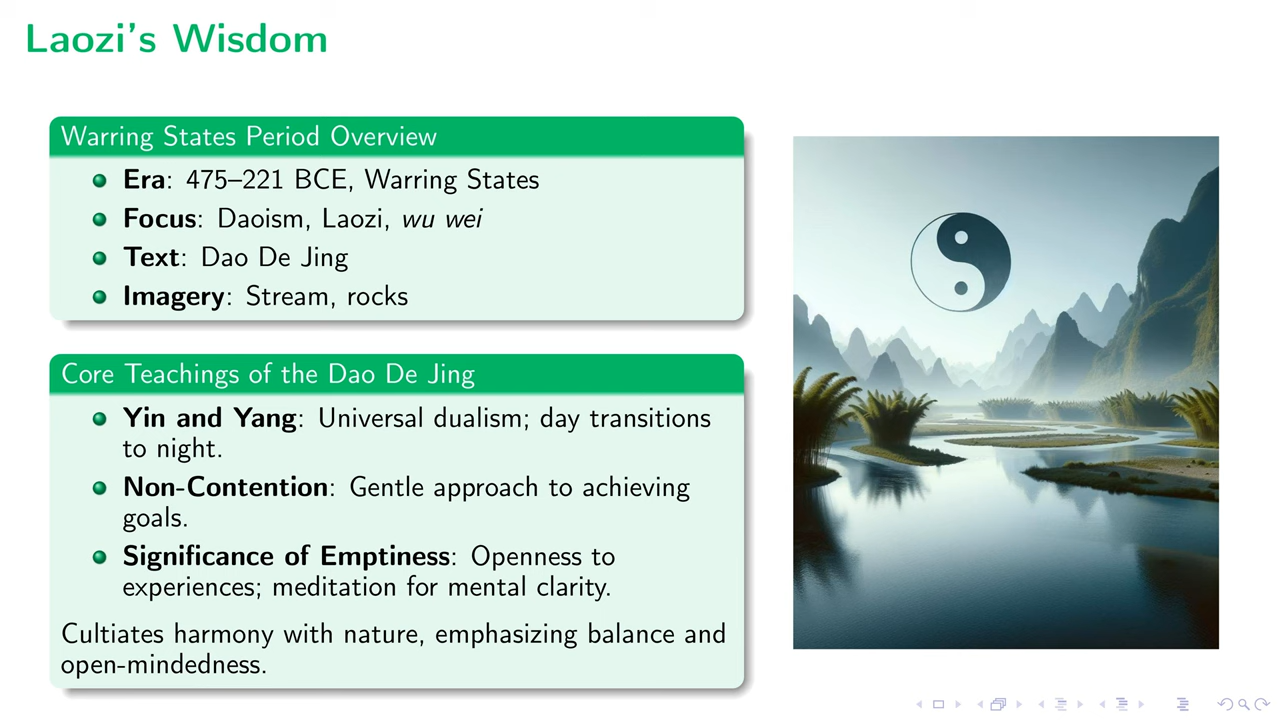 Laozi's Wisdom
Warring States Period Overview
Era: 475–221 BCE, Warring States
Focus: Daoism, Laozi, wu wei
Text: Dao De Jing
Imagery: Stream, rocks
Core Teachings of the Dao De Jing
Yin and Yang: Universal dualism; day transitions
to night.
Non-Contention: Gentle approach to achieving
goals.
Significance of Emptiness: Openness to
experiences; meditation for mental clarity.
Cultiates harmony with nature, emphasizing balance and
open-mindedness.